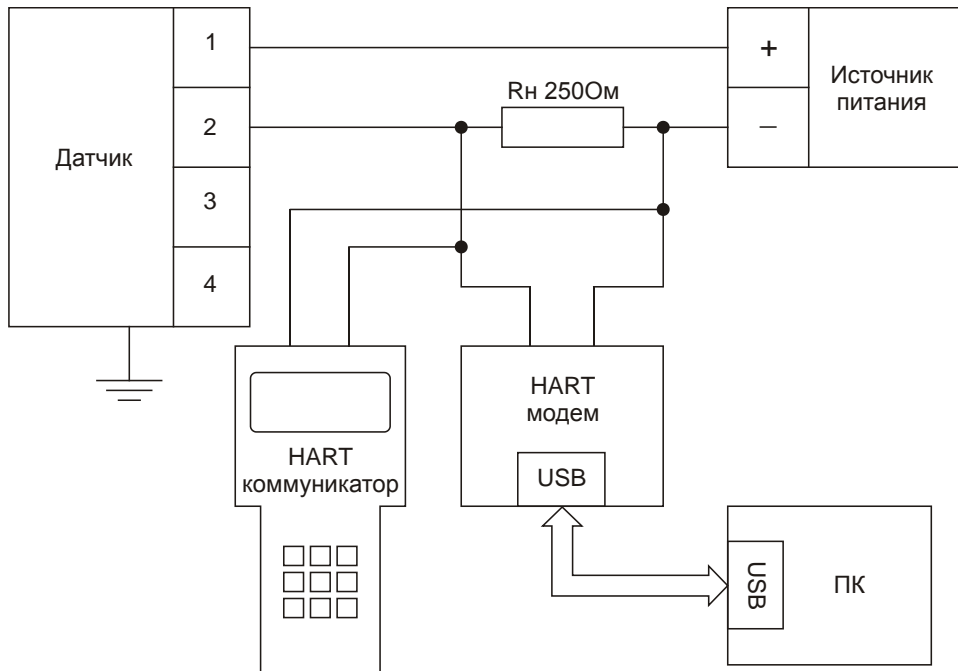 Датчик
1
2
3
4
Rн 250Ом
+
–
Источник
питания
HART
коммуникатор
HART
модем
USB
USB
ПК